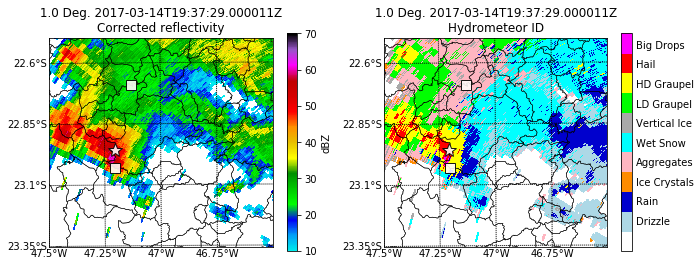 1.0 Deg. 2017-03-14T19:37:29.000011Z
Corrected reflectivity
22.6°S
22.85°S
23.1°S
23.35°S
47.5°W
47.25°W
47°W
46.75°W
70
60
50
40
30
20
10
dBZ
1.0 Deg. 2017-03-14T19:37:29.000011Z
Hydrometeor ID
22.6°S
22.85°S
23.1°S
23.35°S
47.5°W
47.25°W
47°W
46.75°W
Big Drops
Hail
HD Graupel
LD Graupel
Vertical Ice
Wet Snow
Aggregates
Ice Crystals
Rain
Drizzle